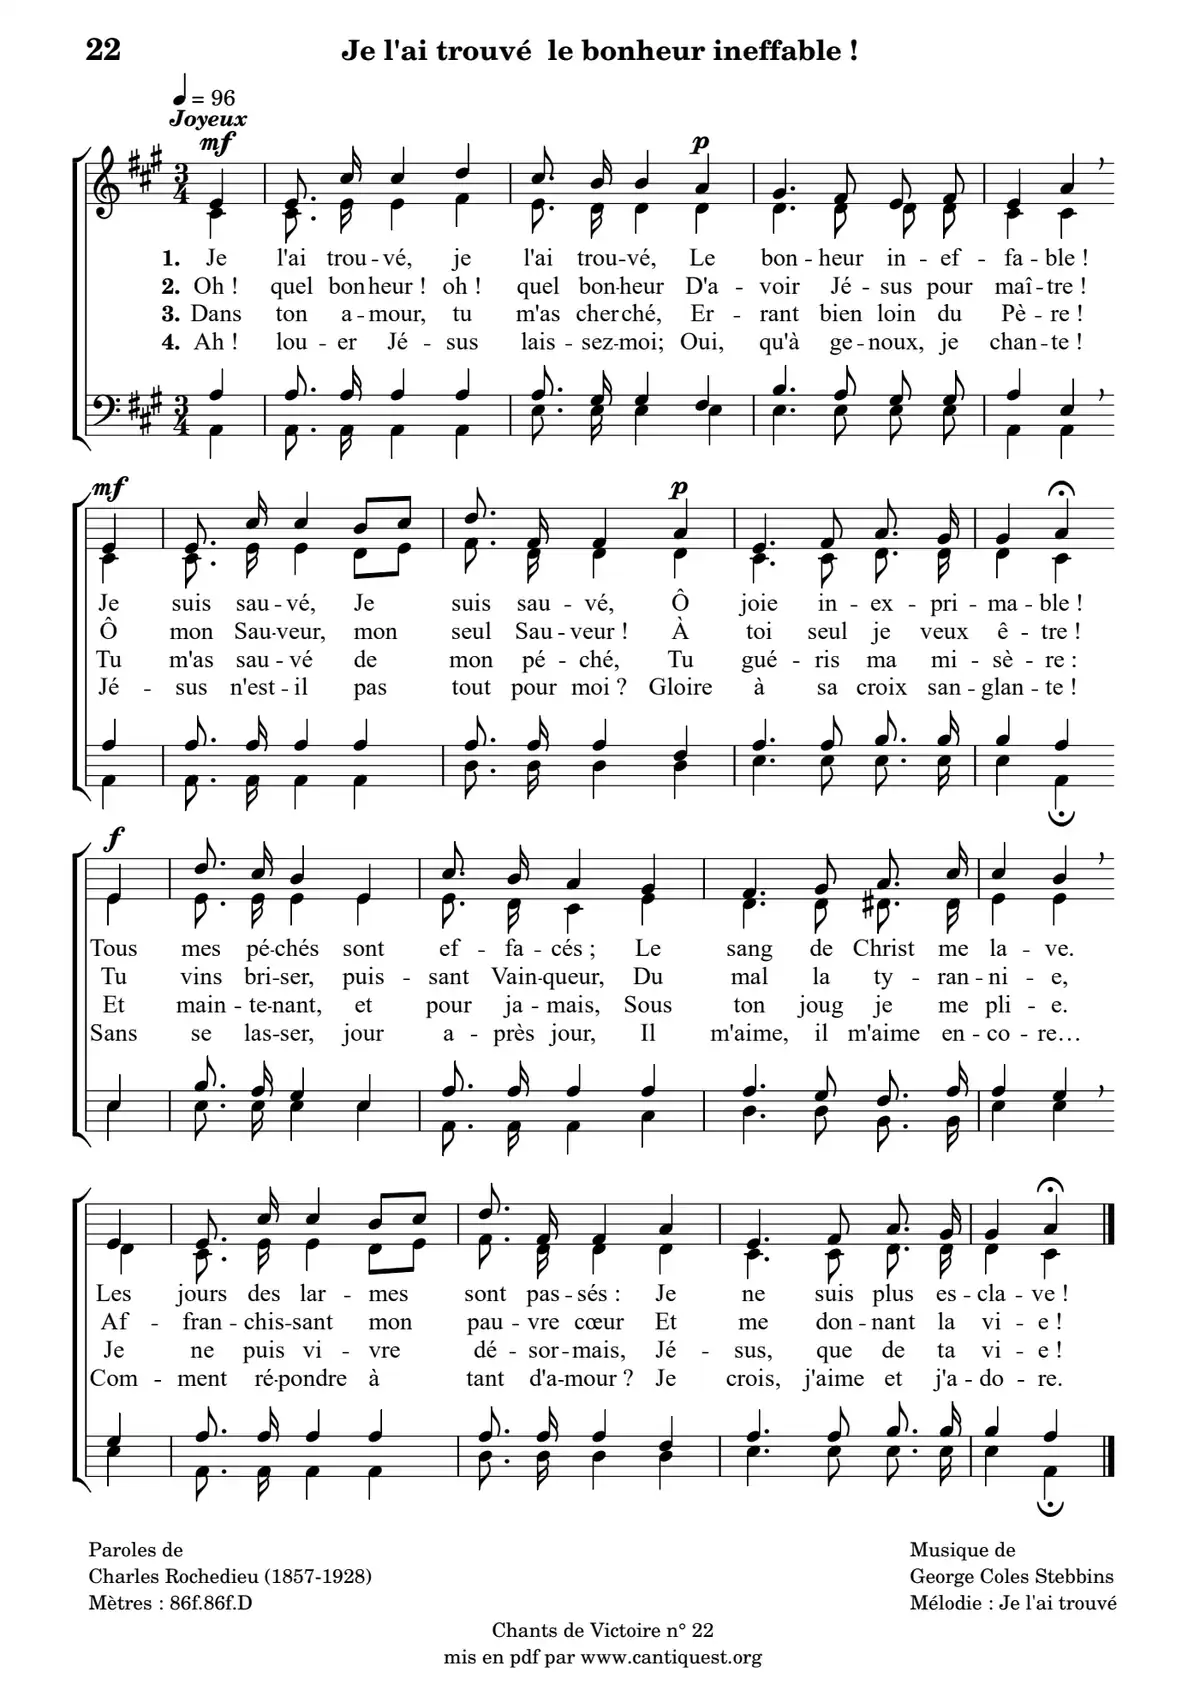 22 Je l'ai trouvé le bonheur ineffable !
= 96
Joyeux
mf p
1. Je l'ai trou - vé, je l'ai trou - vé, Le bon - heur in - ef - fa - ble !
2. Oh ! quel bonheur ! oh ! quel bon - heur D'a - voir Jé - sus pour maî - tre !
3. Dans ton a - mour, tu m'as cherché, Er - rant bien loin du Pè - re !
4. Ah ! lou - er Jé - sus lais - sez-moi; Oui, qu'à ge - noux, je chan - te !
mf p
Je suis sau - vé, Je suis sau - vé, Ô joie in - ex - pri - ma - ble !
Ô mon Sau - veur, mon seul Sau - veur ! À toi seul je veux ê - tre !
Tu m'as sau - vé de mon pé - ché, Tu gué - ris ma mi - sè - re :
Jé - sus n'est - il pas tout pour moi ? Gloire à sa croix san - glan - te !
f
Tous mes pé - chés sont ef - fa - cés ; Le sang de Christ me la - ve.
Tu vins bri - ser, puis - sant Vain - queur, Du mal la ty - ran - ni - e,
Et main - te - nant, et pour ja - mais, Sous ton joug je me pli - e.
Sans se las - ser, jour a - près jour, Il m'aime, il m'aime en - co - re…
Les jours des lar - mes sont pas - sés : Je ne suis plus es - cla - ve !
Af - fran - chis - sant mon pau - vre cœur Et me don - nant la vi - e !
Je ne puis vi - vre dé - sor - mais, Jé - sus, que de ta vi - e !
Com - ment ré - pondre à tant d'a - mour ? Je crois, j'aime et j'a - do - re.
Paroles de
Charles Rochedieu (1857-1928)
Mètres : 86f.86f.D
Musique de
George Coles Stebbins
Mélodie : Je l'ai trouvé
Chants de Victoire n° 22
mis en pdf par www.cantiquest.org